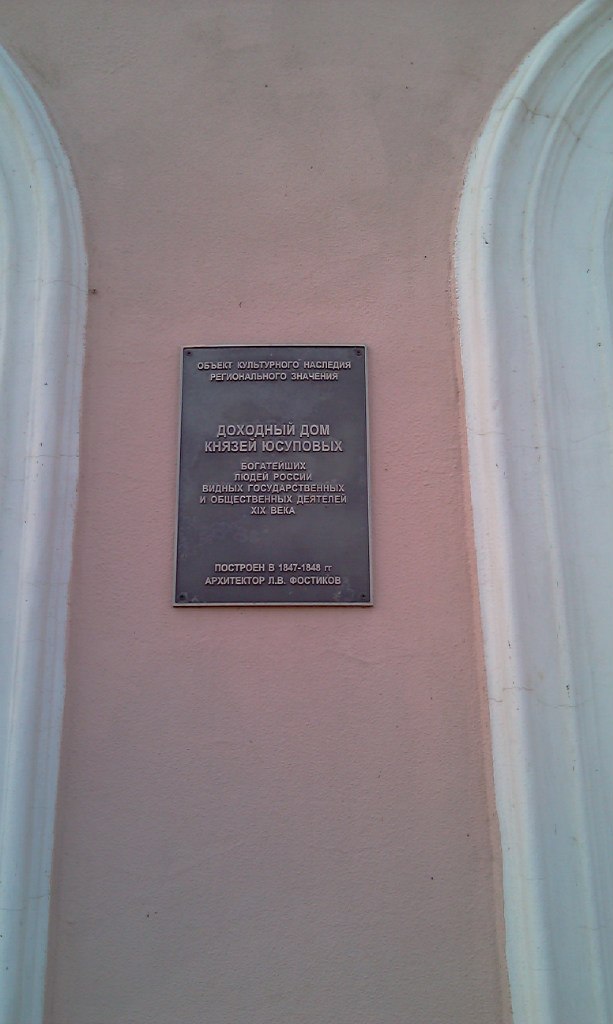 ОБЪЕКТ КУЛЬТУРНОГО НАСЛЕДИЯ
РЕГИОНАЛЬНОГО ЗНАЧЕНИЯ
ДОХОДНЫЙ ДОМ
КНЯЗЕЙ ЮСУПОВЫХ
БОГАТЕЙШИХ
ЛЮДЕЙ РОССИИ
ВИДНЫХ ГОСУДАРСТВЕННЫХ
И ОБЩЕСТВЕННЫХ ДЕЯТЕЛЕЙ
XIX ВЕКА
ПОСТРОЕН В 1847-1848 гг
АРХИТЕКТОР Л.В. ФОСТИКОВ